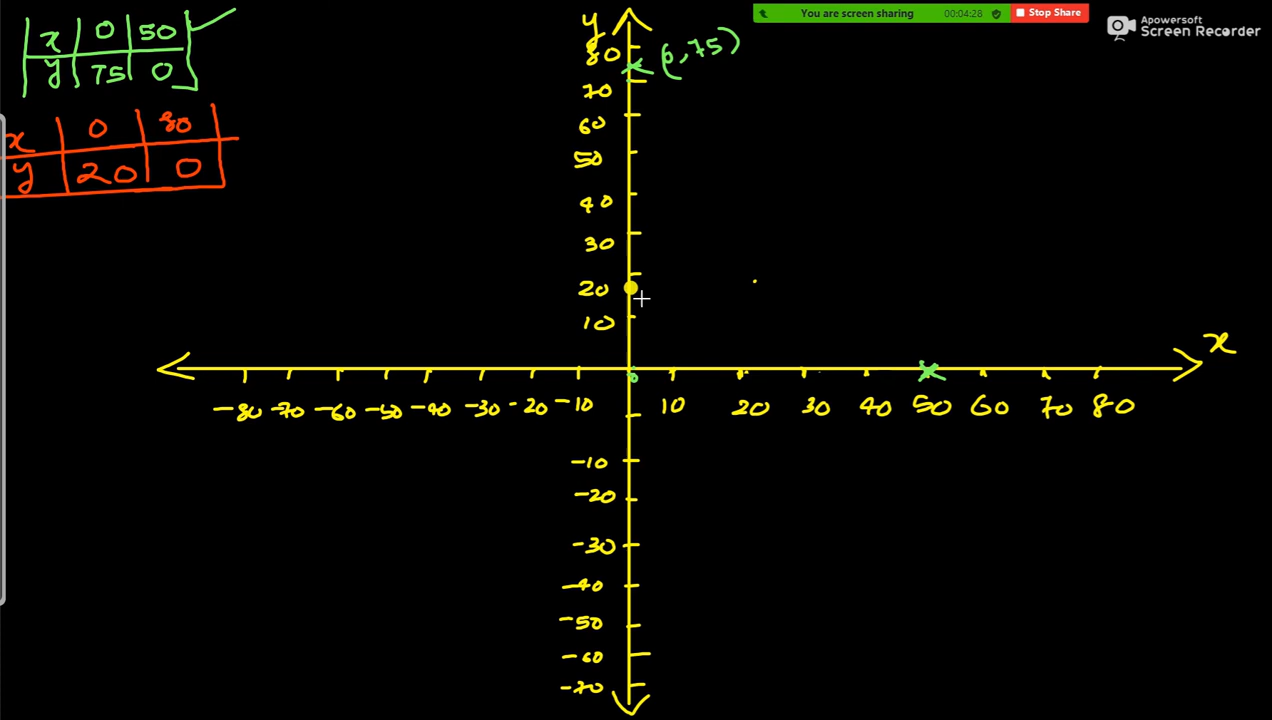 You are screen sharing 00:04:28 Stop Share
Apowersoft
Screen Recorder
x 0 50
y 75 0
x 0 80
y 20 0
y
80
(0,75)
70
60
50
40
30
20
10
x
0
-80 -70 -60 -50 -40 -30 -20 -10 10 20 30 40 50 60 70 80
-10
-20
-30
-40
-50
-60
-70